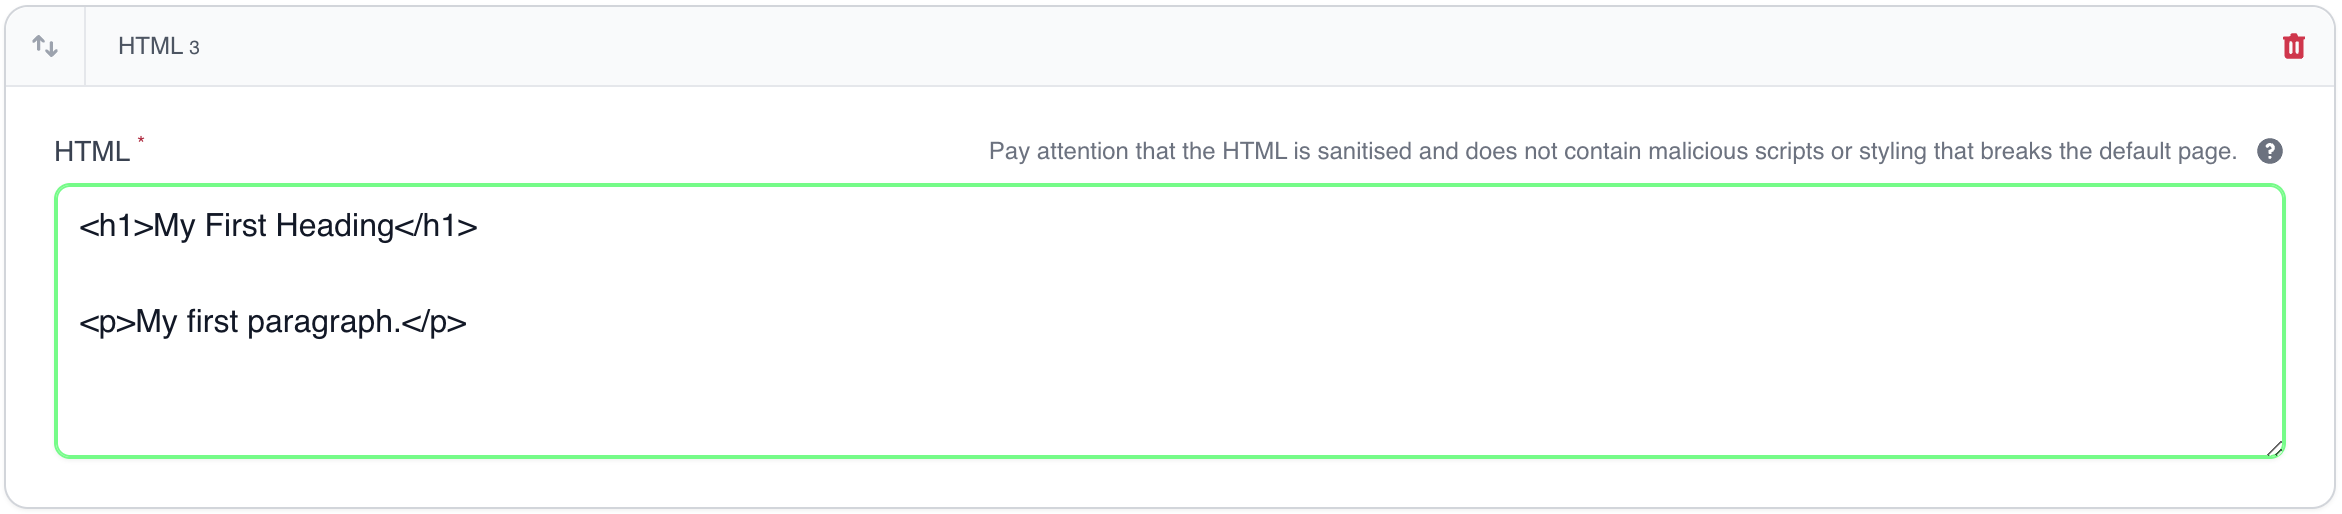 HTML 3
HTML *
Pay attention that the HTML is sanitised and does not contain malicious scripts or styling that breaks the default page. ?
<h1>My First Heading</h1>
<p>My first paragraph.</p>